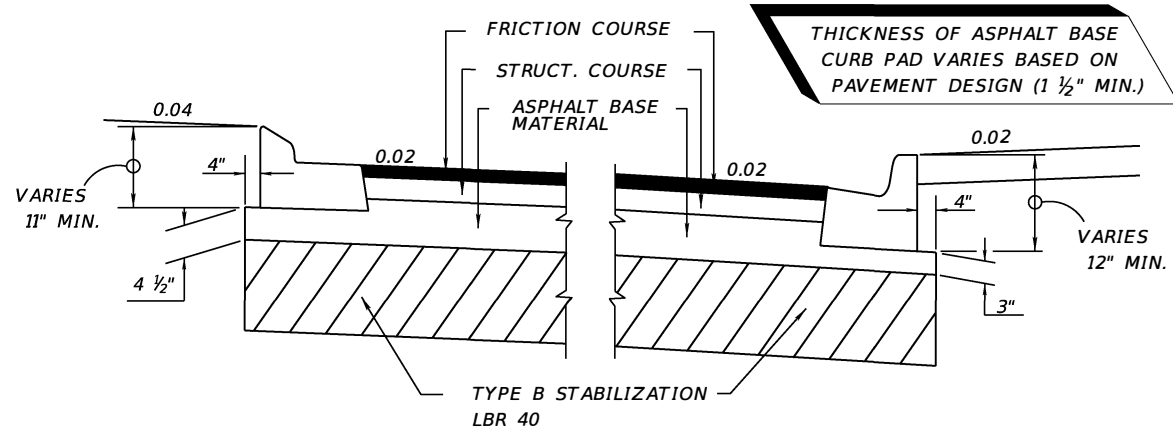 FRICTION COURSE
THICKNESS OF ASPHALT BASE
CURB PAD VARIES BASED ON
PAVEMENT DESIGN (1 ½" MIN.)
STRUCT. COURSE
ASPHALT BASE
MATERIAL
0.04
0.02
0.02
0.02
4"
VARIES
11" MIN.
4 ½"
4"
VARIES
12" MIN.
3"
TYPE B STABILIZATION
LBR 40